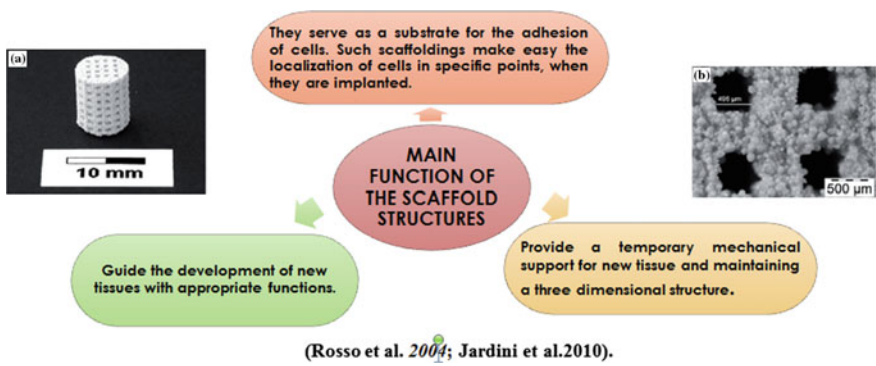 They serve as a substrate for the adhesion
of cells. Such scaffoldings make easy the
localization of cells in specific points, when
they are implanted.
(a)
10 mm
(b)
400 µm
500 µm
MAIN
FUNCTION OF
THE SCAFFOLD
STRUCTURES
Guide the development of new
tissues with appropriate functions.
Provide a temporary mechanical
support for new tissue and maintaining
a three dimensional structure.
(Rosso et al. 2004; Jardini et al.2010).